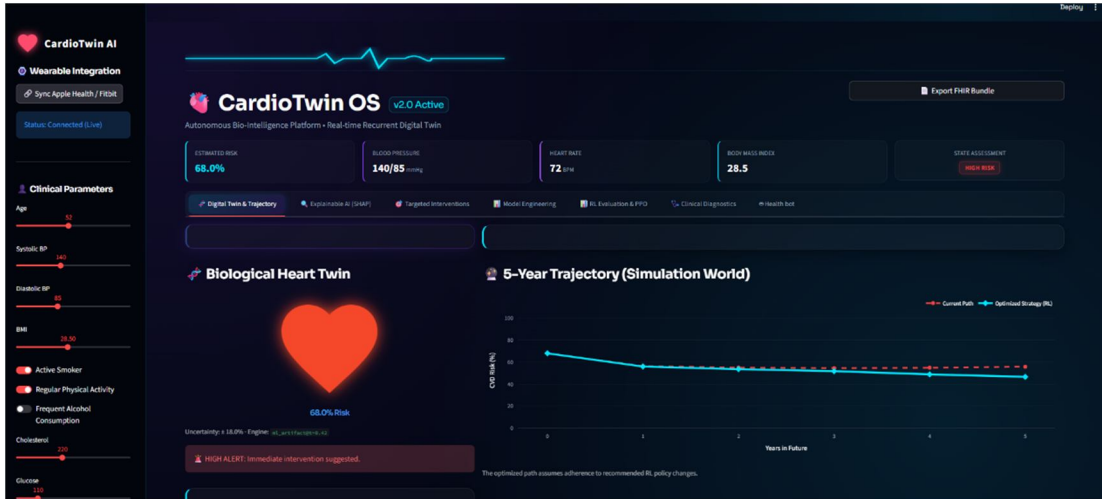 Deploy
CardioTwin AI
Wearable Integration
Sync Apple Health / Fitbit
Status: Connected (Live)
Clinical Parameters
Age
52
Systolic BP
140
Diastolic BP
85
BMI
28.50
Active Smoker
Regular Physical Activity
Frequent Alcohol
Consumption
Cholesterol
220
Glucose
110
CardioTwin OS v2.0 Active
Export FHIR Bundle
Autonomous Bio-Intelligence Platform • Real-time Recurrent Digital Twin
ESTIMATED RISK
68.0%
BLOOD PRESSURE
140/85 mmHg
HEART RATE
72 BPM
BODY MASS INDEX
28.5
STATE ASSESSMENT
HIGH RISK
Digital Twin & Trajectory
Explainable AI (SHAP)
Targeted Interventions
Model Engineering
RL Evaluation & PPO
Clinical Diagnostics
Health bot
Biological Heart Twin
68.0% Risk
Uncertainty: ± 18.0% · Engine:
HIGH ALERT: Immediate intervention suggested.
5-Year Trajectory (Simulation World)
Current Path Optimized Strategy (RL)
CVD Risk (%)
100
80
60
40
20
0
0 1 2 3 4 5
Years in Future
The optimized path assumes adherence to recommended RL policy changes.